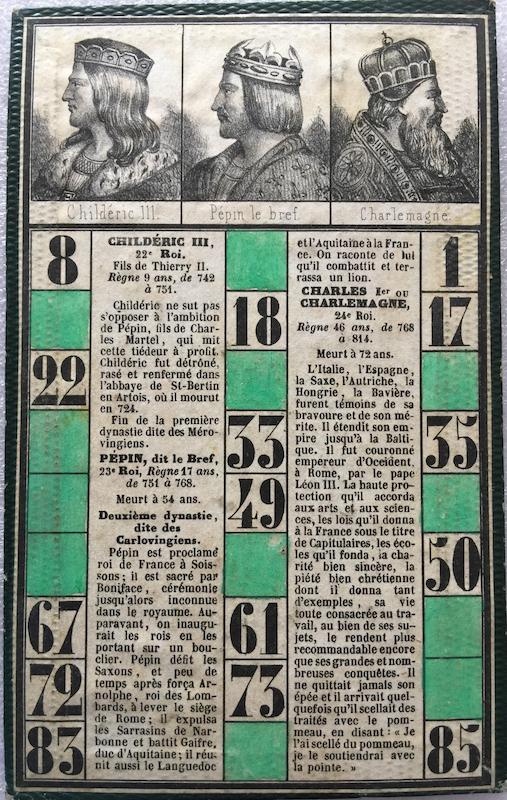 Childéric III.
Pépin le bref.
Charlemagne.
8
22
67
72
83
CHILDÉRIC III,
22e Roi.
Fils de Thierry II.
Règne 9 ans, de 742
à 751.
Childéric ne sut pas
s'opposer à l'ambition
de Pépin, fils de Char-
les Martel, qui mit
cette tiédeur à profit.
Childéric fut détrôné,
rasé et renfermé dans
l'abbaye de St-Bertin
en Artois, où il mourut
en 724.
Fin de la première
dynastie dite des Méro-
vingiens.
PÉPIN, dit le Bref,
23e Roi, Règne 17 ans,
de 751 à 768.
Meurt à 54 ans.
Deuxième dynastie,
dite des
Carlovingiens.
Pépin est proclamé
roi de France à Sois-
sons; il est sacré par
Boniface, cérémonie
jusqu'alors inconnue
dans le royaume. Au-
paravant, on inaugu-
rait les rois en les
portant sur un bou-
clier. Pépin défit les
Saxons, et peu de
temps après força Ar-
nolphe, roi des Lom-
bards, à lever le siège
de Rome; il expulsa
les Sarrasins de Nar-
bonne et battit Gaifre,
duc d'Aquitaine; il réu-
nit aussi le Languedoc
18
33
49
61
73
et l'Aquitaine à la Fran-
ce. On raconte de lui
qu'il combattit et ter-
rassa un lion.
CHARLES Ier OU
CHARLEMAGNE,
24e Roi.
Règne 46 ans, de 768
à 814.
Meurt à 72 ans.
L'Italie, l'Espagne,
la Saxe, l'Autriche, la
Hongrie, la Bavière,
furent témoins de sa
bravoure et de son mé-
rite. Il étendit son em-
pire jusqu'à la Balti-
que. Il fut couronné
empereur d'Occident,
à Rome, par le pape
Léon III. La haute pro-
tection qu'il accorda
aux arts et aux scien-
ces, les lois qu'il donna
à la France sous le titre
de Capitulaires, les éco-
les qu'il fonda, la cha-
rité bien sincère, la
piété bien chrétienne
dont il donna tant
d'exemples, sa vie
toute consacrée au tra-
vail, au bien de ses su-
jets, le rendent plus
recommandable encore
que ses grandes et nom-
breuses conquêtes. Il
ne quittait jamais son
épée et il arrivait quel-
quefois qu'il scellait des
traités avec le pom-
meau, en disant: « Je
l'ai scellé du pommeau,
je le soutiendrai avec
la pointe. »
1
17
35
50
85